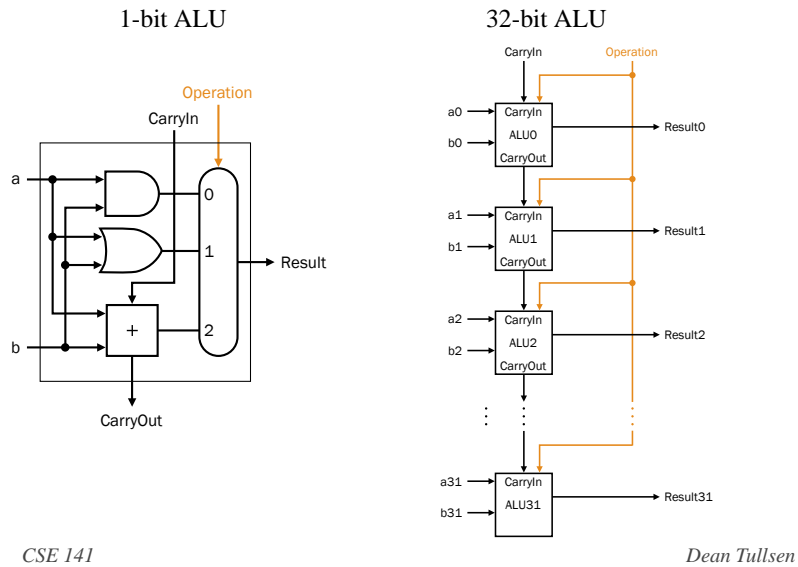 1-bit ALU
32-bit ALU
Operation
CarryIn
a
0
1
Result
+
2
b
CarryOut
CarryIn
Operation
a0
CarryIn
b0
ALU0
CarryOut
Result0
a1
CarryIn
b1
ALU1
CarryOut
Result1
a2
CarryIn
b2
ALU2
CarryOut
Result2
a31
CarryIn
b31
ALU31
Result31
CSE 141
Dean Tullsen